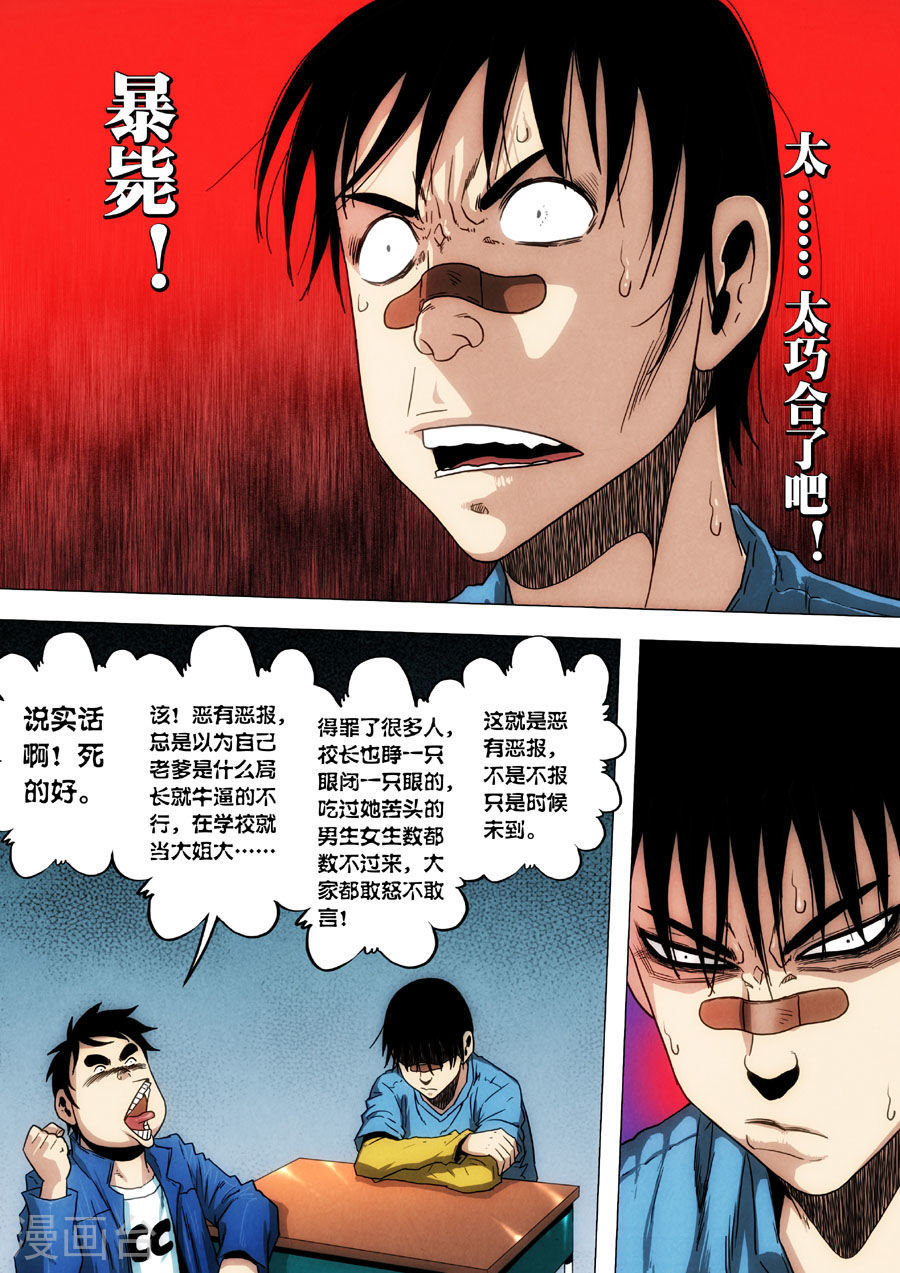 暴毙！
太……太巧合了吧！
这就是恶
有恶报，
不是不报
只是时候
未到。
得罪了很多人，
校长也睁一只
眼闭一只眼的，
吃过她苦头的
男生女生数都
数不过来，大
家都敢怒不敢
言！
该！恶有恶报，
总是以为自己
老爹是什么局
长就牛逼的不
行，在学校就
当大姐大……
说实话
啊！死
的好。
CC
漫画台